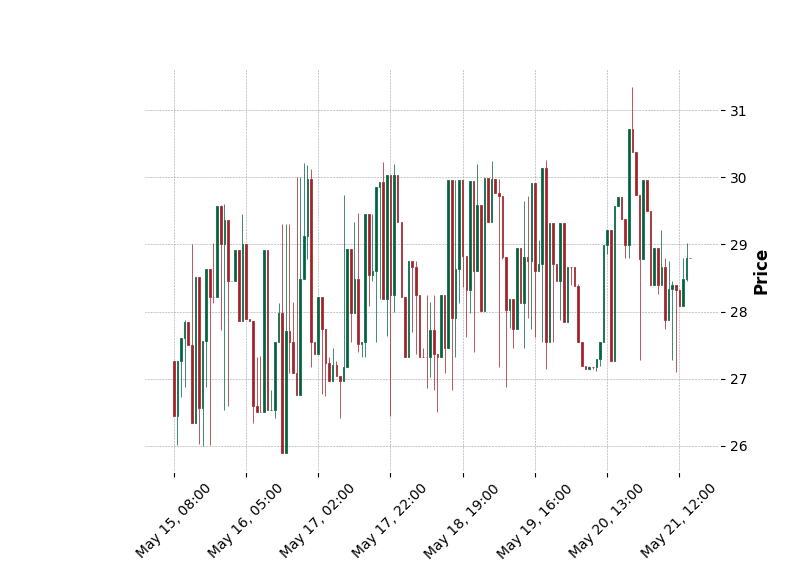 31
30
29
28
27
26
Price
May 15, 08:00
May 16, 05:00
May 17, 02:00
May 17, 22:00
May 18, 19:00
May 19, 16:00
May 20, 13:00
May 21, 12:00